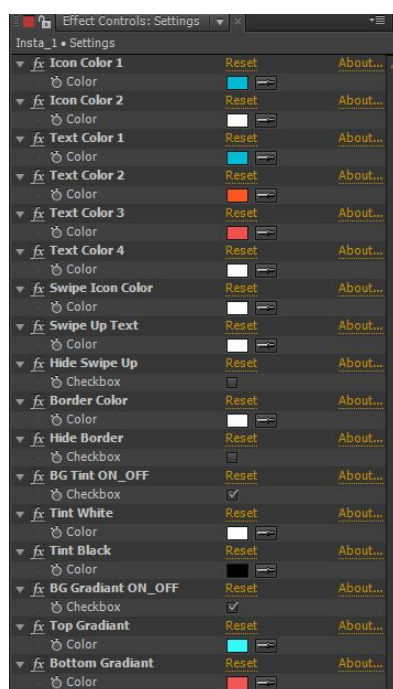 Effect Controls: Settings
Insta_1 • Settings
fx Icon Color 1 Reset About...
Color
fx Icon Color 2 Reset About...
Color
fx Text Color 1 Reset About...
Color
fx Text Color 2 Reset About...
Color
fx Text Color 3 Reset About...
Color
fx Text Color 4 Reset About...
Color
fx Swipe Icon Color Reset About...
Color
fx Swipe Up Text Reset About...
Color
fx Hide Swipe Up Reset About...
Checkbox
fx Border Color Reset About...
Color
fx Hide Border Reset About...
Checkbox
fx BG Tint ON_OFF Reset About...
Checkbox
fx Tint White Reset About...
Color
fx Tint Black Reset About...
Color
fx BG Gradiant ON_OFF Reset About...
Checkbox
fx Top Gradiant Reset About...
Color
fx Bottom Gradiant Reset About...
Color